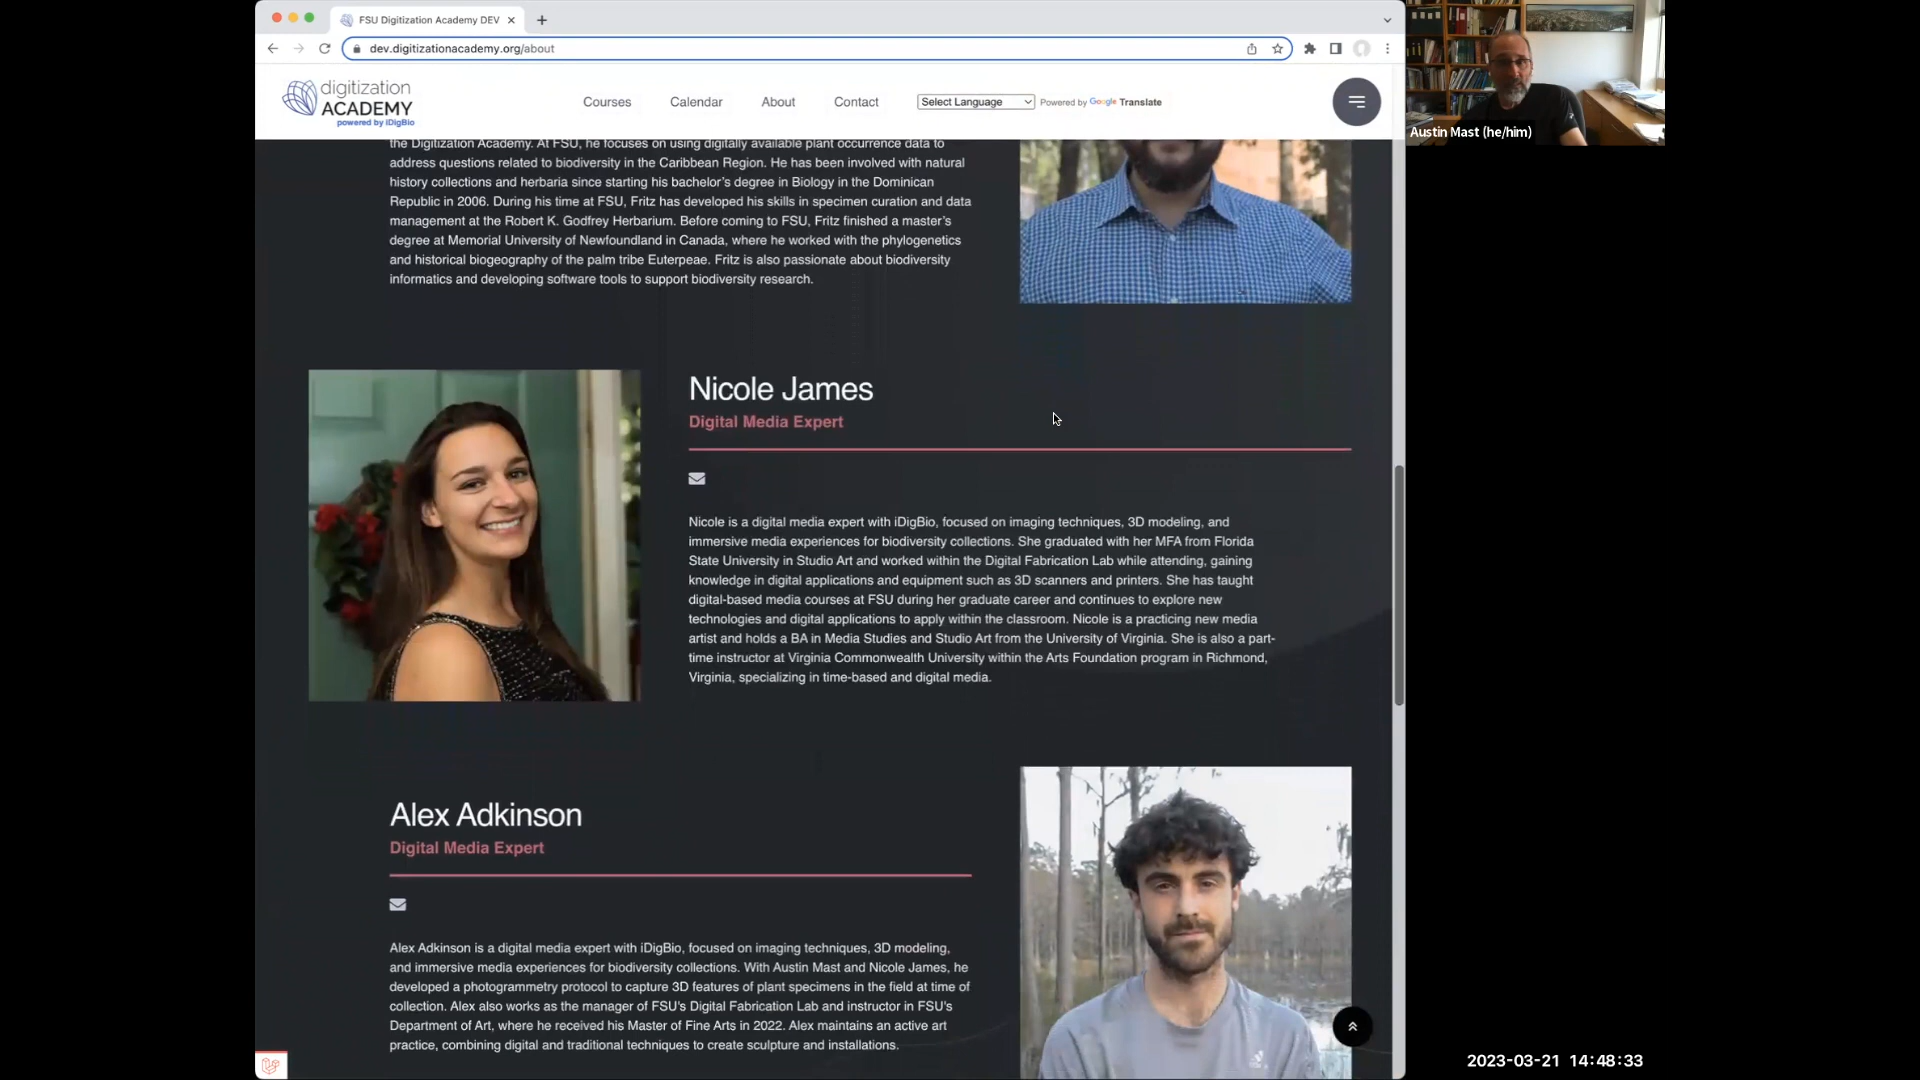 FSU Digitization Academy DEV
dev.digitizationacademy.org/about
digitization
ACADEMY
powered by iDigBio
Courses
Calendar
About
Contact
Select Language
Powered by Google Translate
Austin Mast (he/him)
the Digitization Academy. At FSU, he focuses on using digitally available plant occurrence data to
address questions related to biodiversity in the Caribbean Region. He has been involved with natural
history collections and herbaria since starting his bachelor's degree in Biology in the Dominican
Republic in 2006. During his time at FSU, Fritz has developed his skills in specimen curation and data
management at the Robert K. Godfrey Herbarium. Before coming to FSU, Fritz finished a master's
degree at Memorial University of Newfoundland in Canada, where he worked with the phylogenetics
and historical biogeography of the palm tribe Euterpeae. Fritz is also passionate about biodiversity
informatics and developing software tools to support biodiversity research.
Nicole James
Digital Media Expert
Nicole is a digital media expert with iDigBio, focused on imaging techniques, 3D modeling, and
immersive media experiences for biodiversity collections. She graduated with her MFA from Florida
State University in Studio Art and worked within the Digital Fabrication Lab while attending, gaining
knowledge in digital applications and equipment such as 3D scanners and printers. She has taught
digital-based media courses at FSU during her graduate career and continues to explore new
technologies and digital applications to apply within the classroom. Nicole is a practicing new media
artist and holds a BA in Media Studies and Studio Art from the University of Virginia. She is also a part-
time instructor at Virginia Commonwealth University within the Arts Foundation program in Richmond,
Virginia, specializing in time-based and digital media.
Alex Adkinson
Digital Media Expert
Alex Adkinson is a digital media expert with iDigBio, focused on imaging techniques, 3D modeling,
and immersive media experiences for biodiversity collections. With Austin Mast and Nicole James, he
developed a photogrammetry protocol to capture 3D features of plant specimens in the field at time of
collection. Alex also works as the manager of FSU's Digital Fabrication Lab and instructor in FSU's
Department of Art, where he received his Master of Fine Arts in 2022. Alex maintains an active art
practice, combining digital and traditional techniques to create sculpture and installations.
2023-03-21 14:48:33